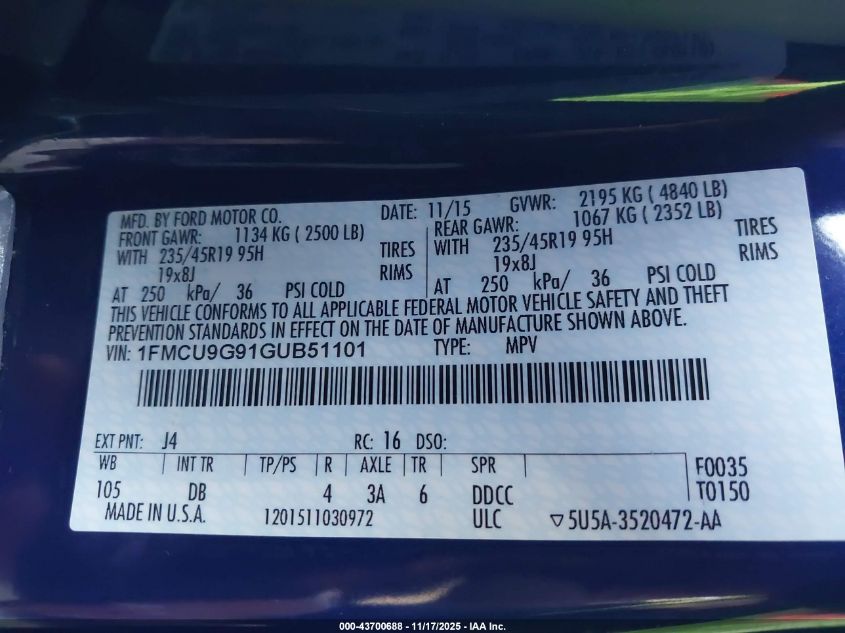 MFD. BY FORD MOTOR CO. DATE: 11/15 GVWR: 2195 KG ( 4840 LB)
FRONT GAWR: 1134 KG ( 2500 LB) REAR GAWR: 1067 KG ( 2352 LB)
WITH 235/45R19 95H TIRES WITH 235/45R19 95H TIRES
19x8J RIMS 19x8J RIMS
AT 250 kPa/ 36 PSI COLD AT 250 kPa/ 36 PSI COLD
THIS VEHICLE CONFORMS TO ALL APPLICABLE FEDERAL MOTOR VEHICLE SAFETY AND THEFT
PREVENTION STANDARDS IN EFFECT ON THE DATE OF MANUFACTURE SHOWN ABOVE.
VIN: 1FMCU9G91GUB51101 TYPE: MPV
EXT PNT: J4 RC: 16 DSO:
WB INT TR TP/PS R AXLE TR SPR F0035
105 DB 4 3A 6 DDCC T0150
MADE IN U.S.A. 1201511030972 ULC ▽5U5A-3520472-AA
000-43700688 - 11/17/2025 - IAA Inc.